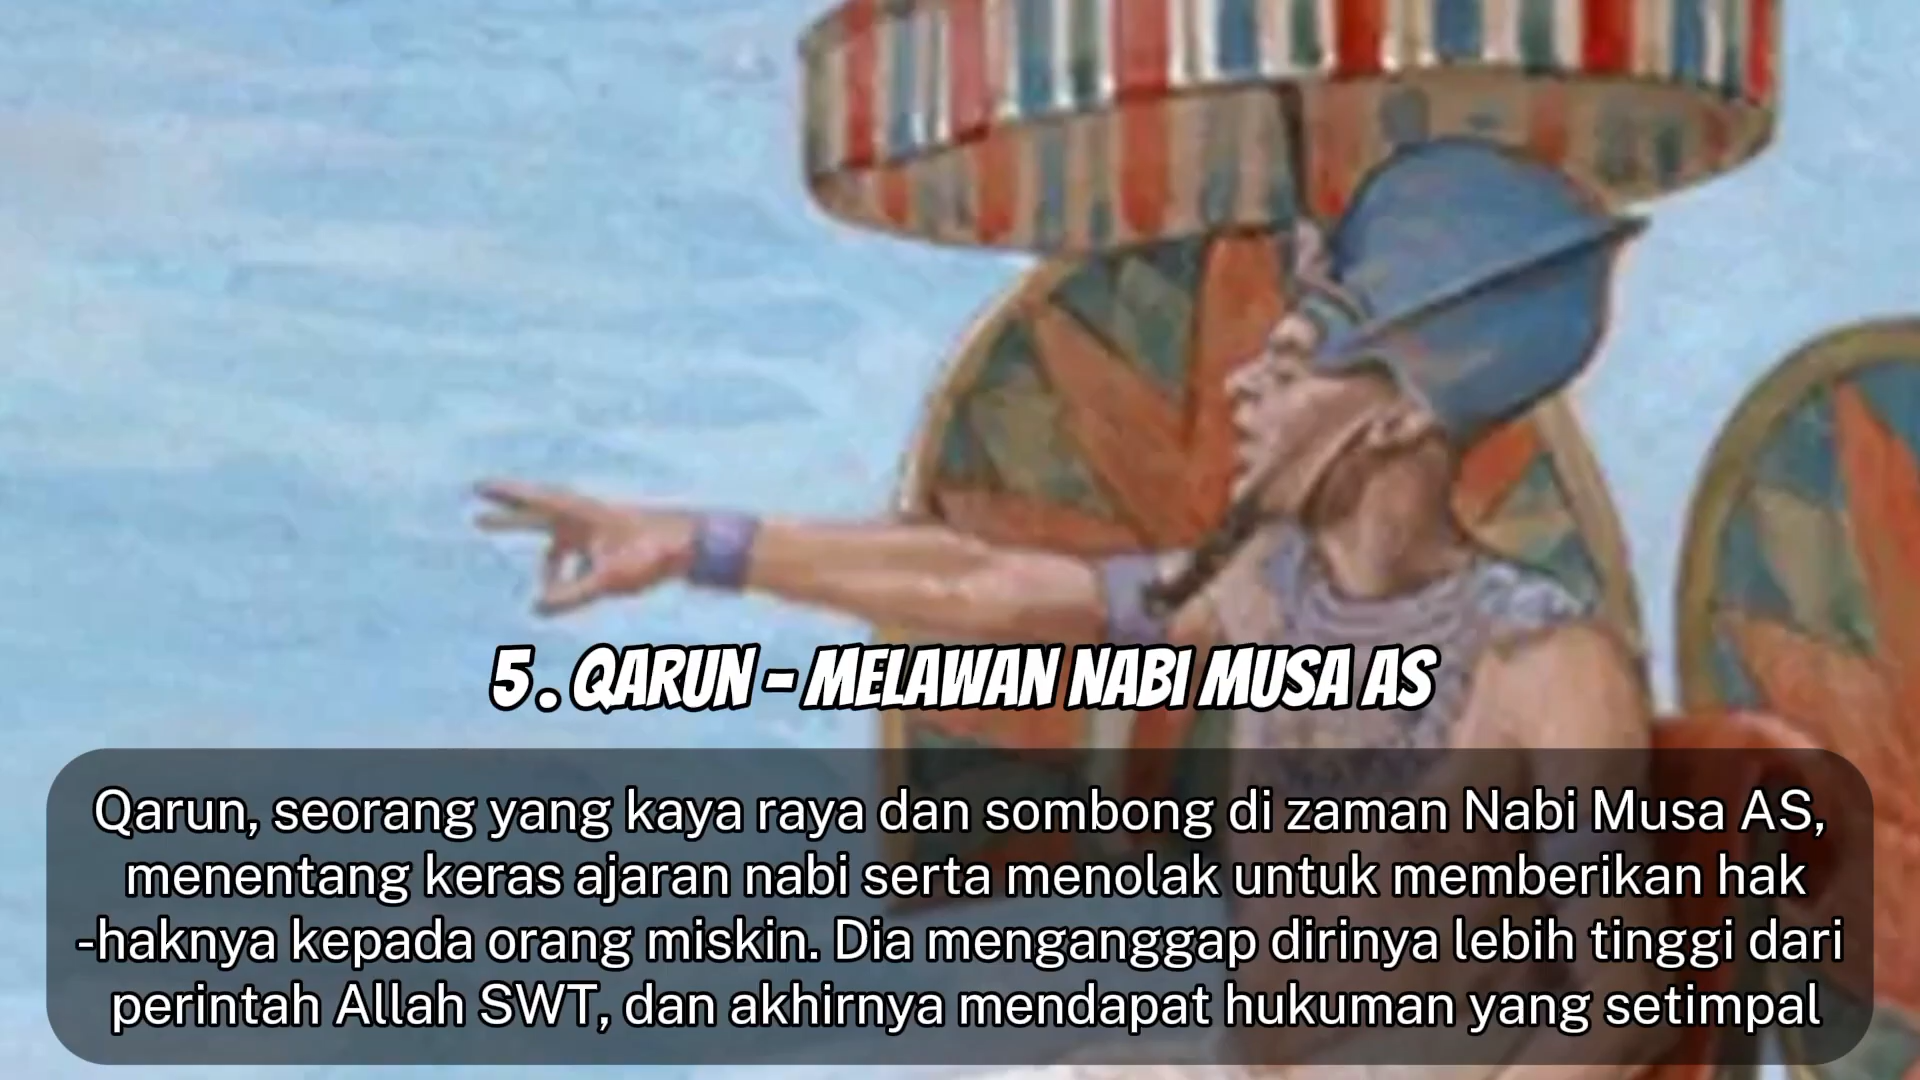 5. QARUN - MELAWAN NABI MUSA AS
Qarun, seorang yang kaya raya dan sombong di zaman Nabi Musa AS,
menentang keras ajaran nabi serta menolak untuk memberikan hak
-haknya kepada orang miskin. Dia menganggap dirinya lebih tinggi dari
perintah Allah SWT, dan akhirnya mendapat hukuman yang setimpal